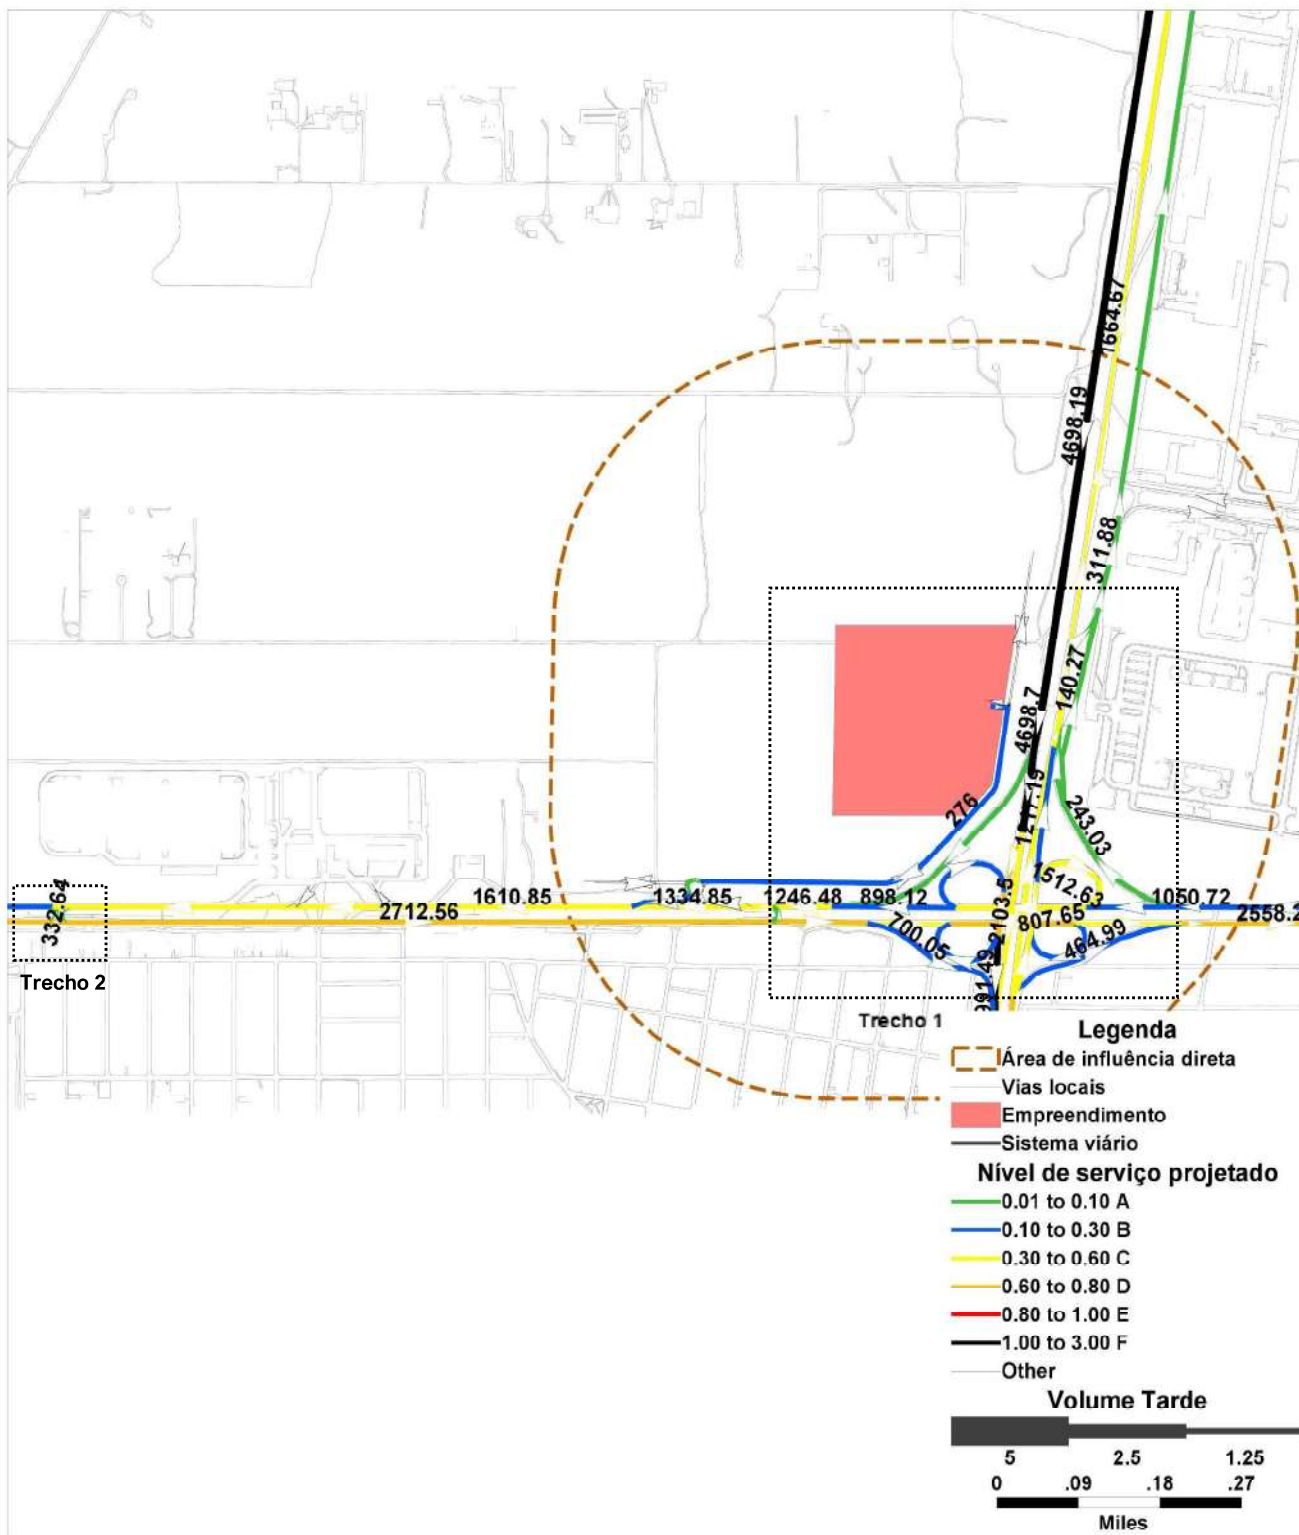 1664.67
4698.19
311.88
140.27
4698.7
1217.19
276
243.03
332.64
1610.85
1334.85
1246.48
898.12
1512.63
1050.72
2712.56
2103.5
807.65
2558.2
700.05
464.99
991.49
Trecho 2
Trecho 1
Legenda
Área de influência direta
Vias locais
Empreendimento
Sistema viário
Nível de serviço projetado
0.01 to 0.10 A
0.10 to 0.30 B
0.30 to 0.60 C
0.60 to 0.80 D
0.80 to 1.00 E
1.00 to 3.00 F
Other
Volume Tarde
5 2.5 1.25
0 .09 .18 .27
Miles